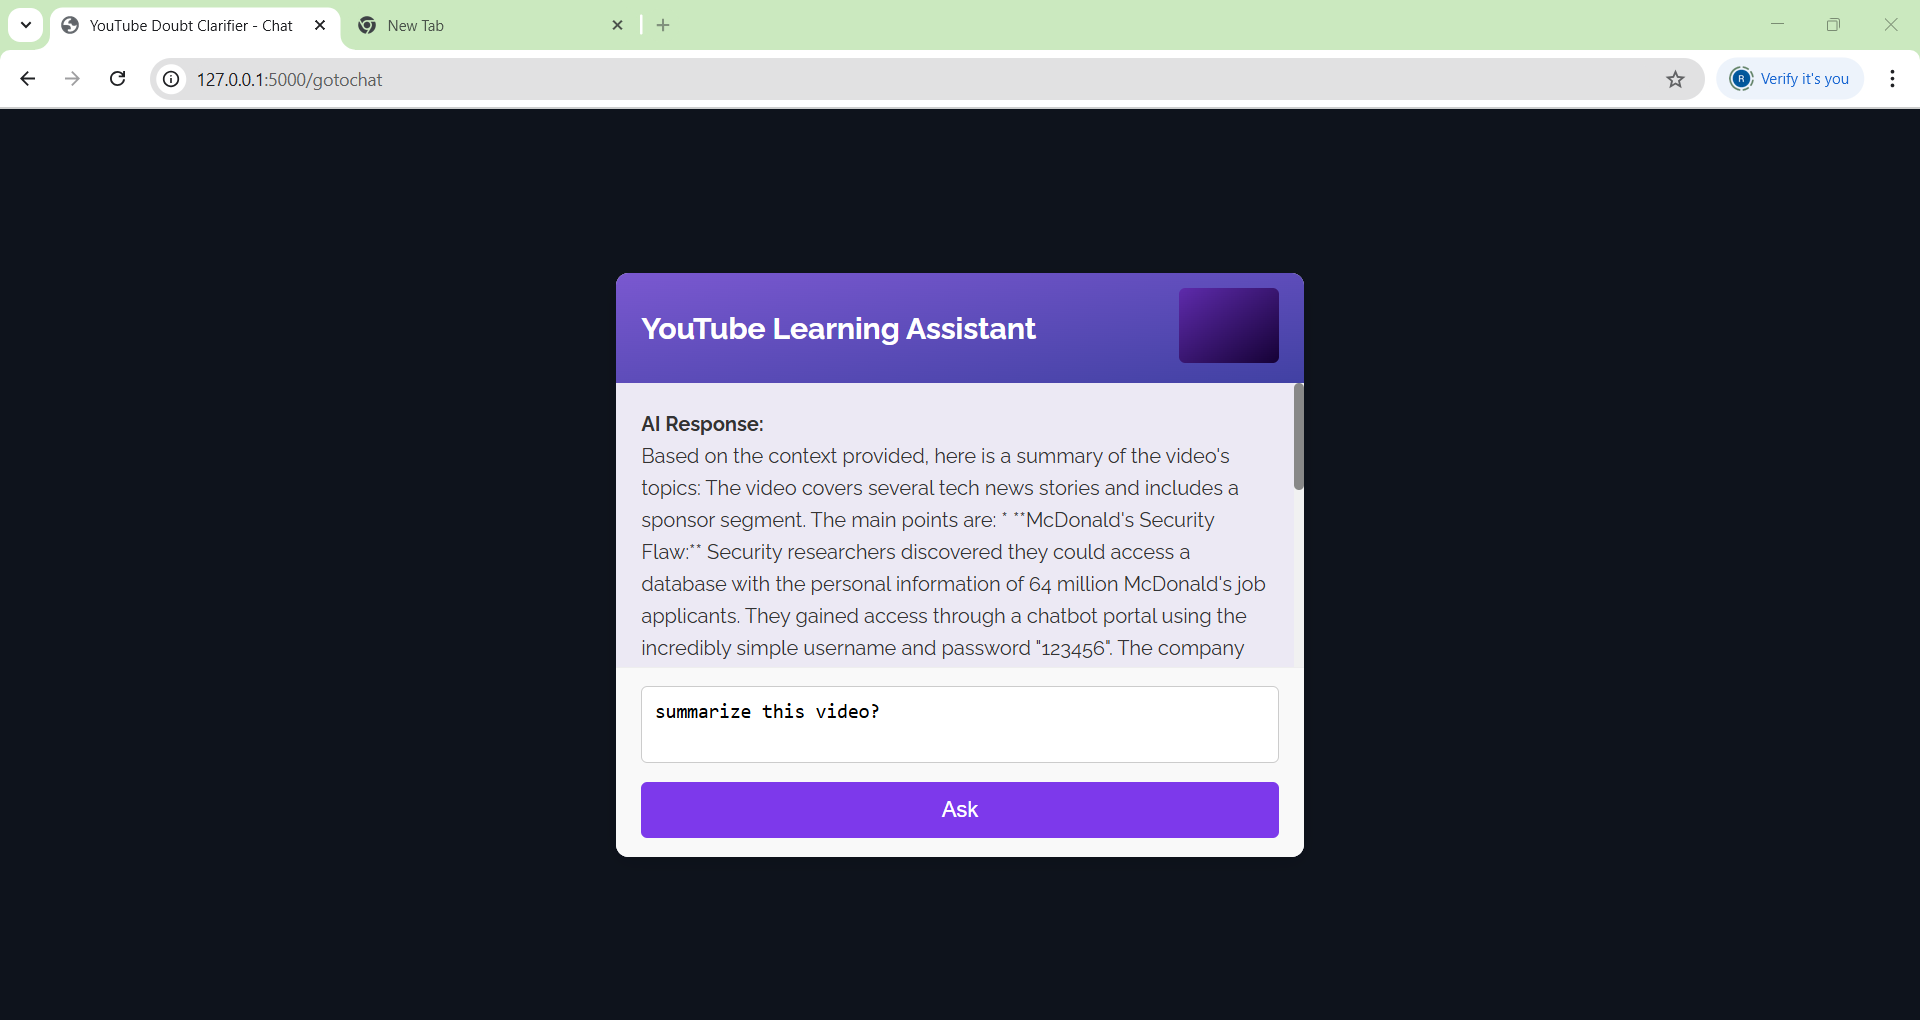 YouTube Doubt Clarifier - Chat
New Tab
127.0.0.1:5000/gotochat
R
Verify it's you
YouTube Learning Assistant
AI Response:
Based on the context provided, here is a summary of the video's
topics: The video covers several tech news stories and includes a
sponsor segment. The main points are: * **McDonald's Security
Flaw:** Security researchers discovered they could access a
database with the personal information of 64 million McDonald's job
applicants. They gained access through a chatbot portal using the
incredibly simple username and password "123456". The company
summarize this video?
Ask